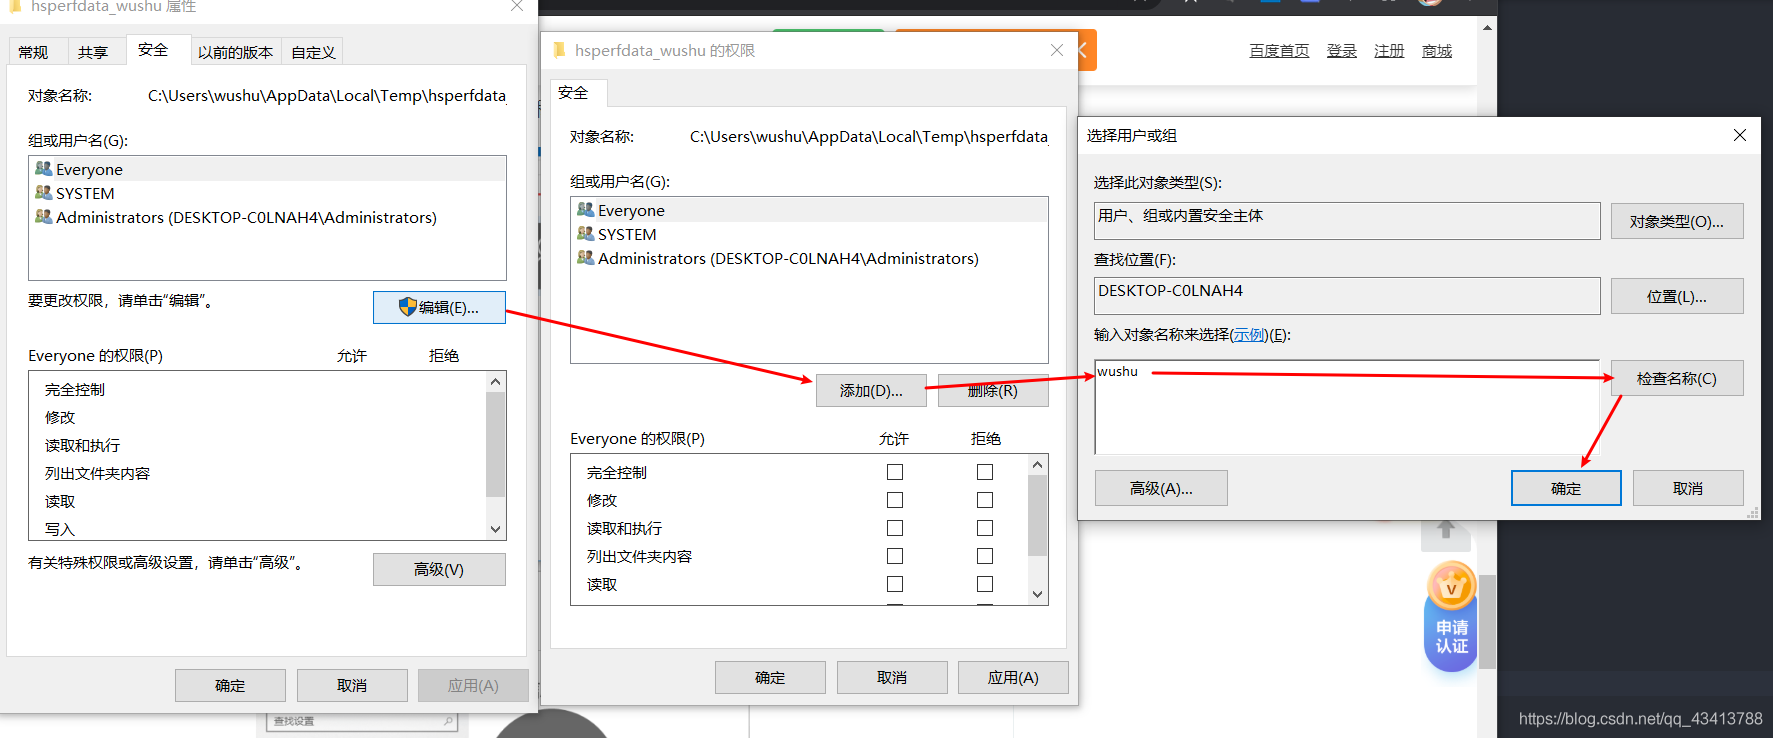 hsperfdata_wushu 属性
常规 共享 安全 以前的版本 自定义
对象名称: C:\Users\wushu\AppData\Local\Temp\hsperfdata_
组或用户名(G):
Everyone
SYSTEM
Administrators (DESKTOP-C0LNAH4\Administrators)
要更改权限，请单击“编辑”。
编辑(E)...
Everyone 的权限(P) 允许 拒绝
完全控制
修改
读取和执行
列出文件夹内容
读取
写入
有关特殊权限或高级设置，请单击“高级”。
高级(V)
确定 取消 应用(A)
查找设置
hsperfdata_wushu 的权限
安全
对象名称: C:\Users\wushu\AppData\Local\Temp\hsperfdata_
组或用户名(G):
Everyone
SYSTEM
Administrators (DESKTOP-C0LNAH4\Administrators)
添加(D)... 删除(R)
Everyone 的权限(P) 允许 拒绝
完全控制
修改
读取和执行
列出文件夹内容
读取
确定 取消 应用(A)
百度首页 登录 注册 商城
选择用户或组
选择此对象类型(S):
用户、组或内置安全主体
对象类型(O)...
查找位置(F):
DESKTOP-C0LNAH4
位置(L)...
输入对象名称来选择(示例)(E):
wushu
检查名称(C)
高级(A)... 确定 取消
V
申请
认证
https://blog.csdn.net/qq_43413788